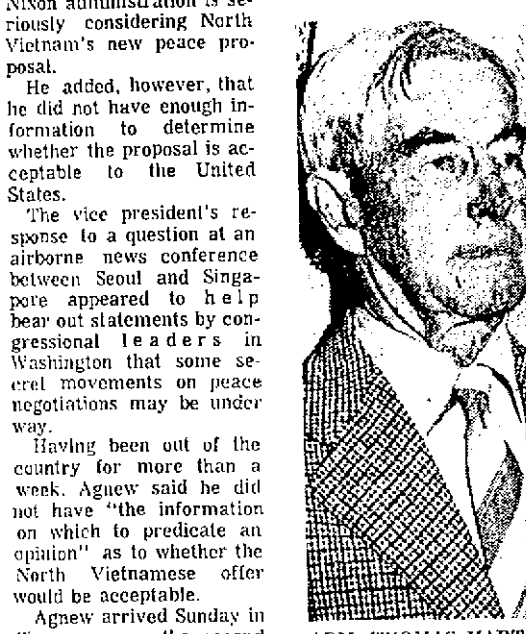 Nixon administration is se-
riously considering North
Vietnam's new peace pro-
posal.
He added, however, that
he did not have enough in-
formation to determine
whether the proposal is ac-
ceptable to the United
States.
The vice president's re-
sponse to a question at an
airborne news conference
between Seoul and Singa-
pore appeared to help
bear out statements by con-
gressional leaders in
Washington that some se-
cret movements on peace
negotiations may be under
way.
Having been out of the
country for more than a
week, Agnew said he did
not have "the information
on which to predicate an
opinion" as to whether the
North Vietnamese offer
would be acceptable.
Agnew arrived Sunday in